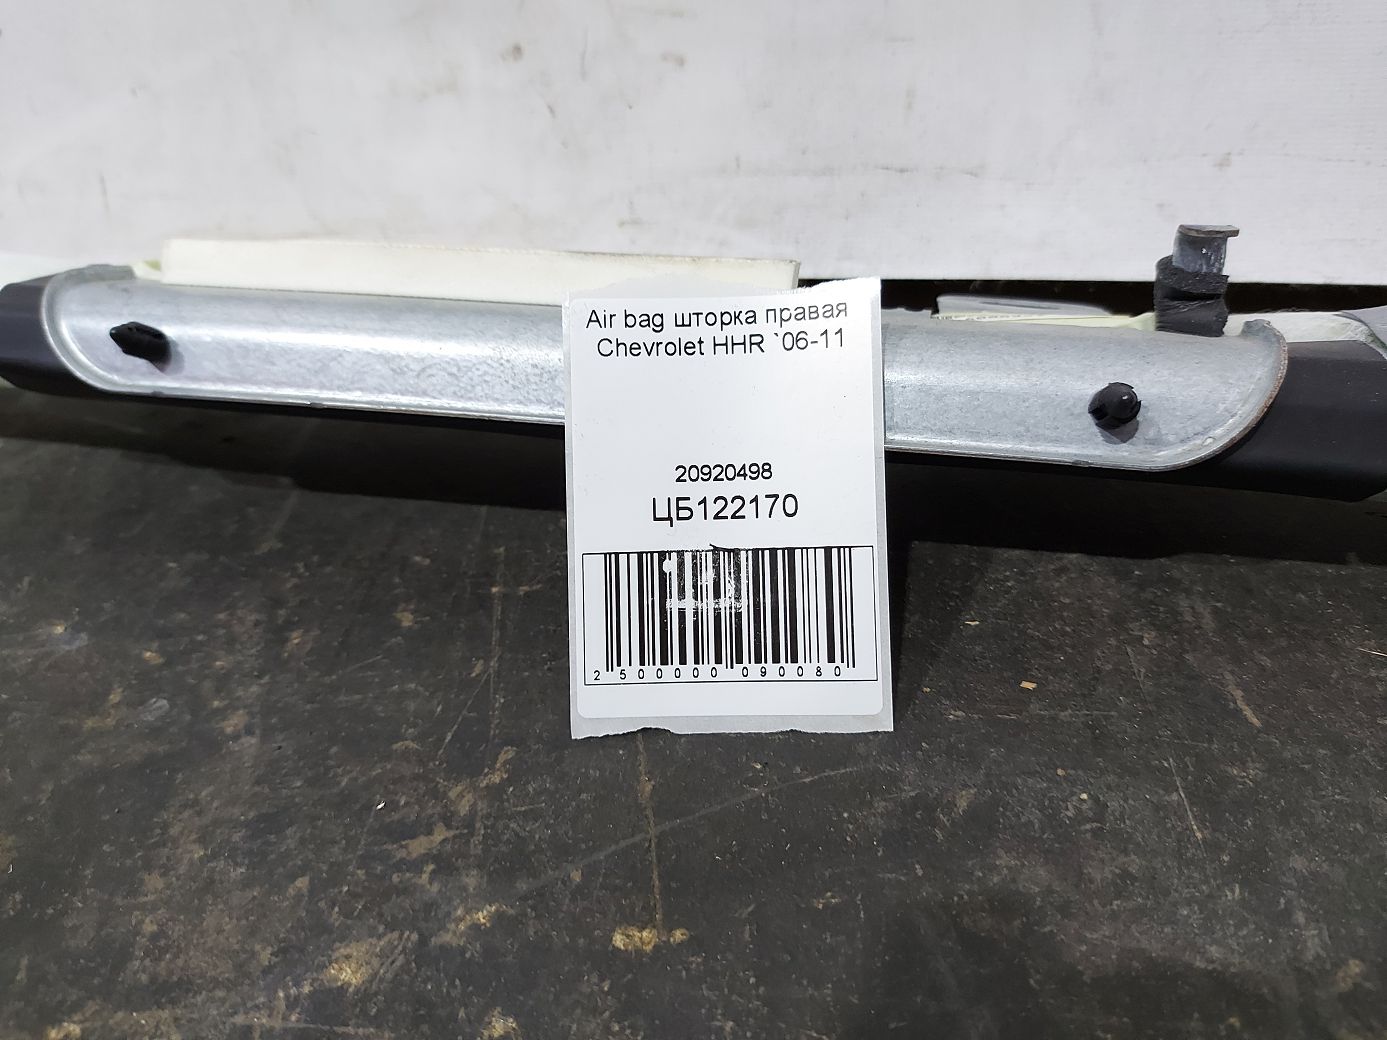 Air bag шторка правая
Chevrolet HHR `06-11
20920498
ЦБ122170
2 500000 090080